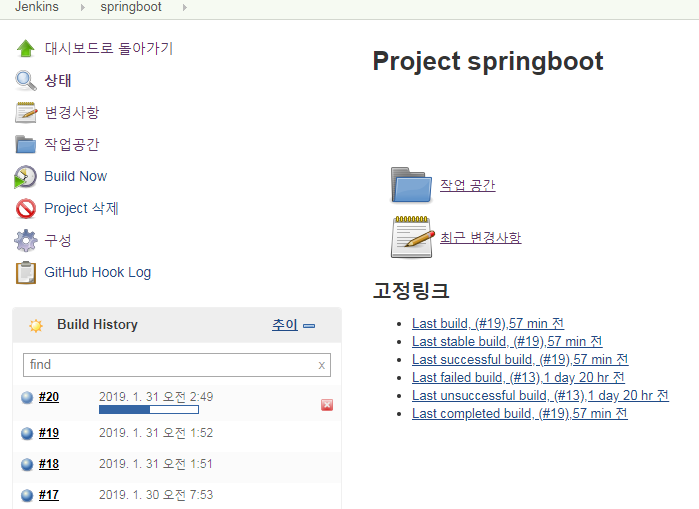 Jenkins springboot
대시보드로 돌아가기
상태
변경사항
작업공간
Build Now
Project 삭제
구성
GitHub Hook Log
Build History 추이
find x
#20 2019. 1. 31 오전 2:49
#19 2019. 1. 31 오전 1:52
#18 2019. 1. 31 오전 1:51
#17 2019. 1. 30 오전 7:53
Project springboot
작업 공간
최근 변경사항
고정링크
Last build, (#19),57 min 전
Last stable build, (#19),57 min 전
Last successful build, (#19),57 min 전
Last failed build, (#13),1 day 20 hr 전
Last unsuccessful build, (#13),1 day 20 hr 전
Last completed build, (#19),57 min 전